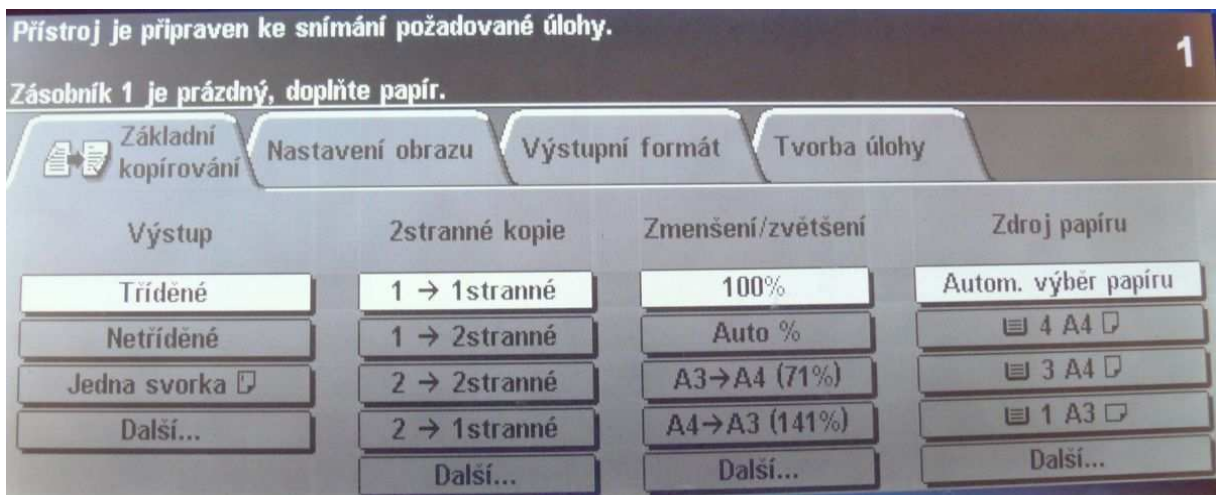 Přístroj je připraven ke snímání požadované úlohy.
1
Zásobník 1 je prázdný, doplňte papír.
Základní
kopírování
Nastavení obrazu
Výstupní formát
Tvorba úlohy
Výstup
2stranné kopie
Zmenšení/zvětšení
Zdroj papíru
Tříděné
1 → 1stranné
100%
Autom. výběr papíru
Netříděné
1 → 2stranné
Auto %
4 A4
Jedna svorka
2 → 2stranné
A3→A4 (71%)
3 A4
Další...
2 → 1stranné
A4→A3 (141%)
1 A3
Další...
Další...
Další...